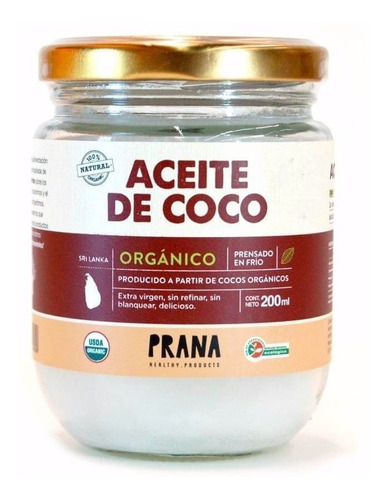 100%
NATURAL
ACEITE
DE COCO
SRI LANKA
ORGÁNICO
PRENSADO
EN FRÍO
PRODUCIDO A PARTIR DE COCOS ORGÁNICOS
Extra virgen, sin refinar, sin
blanquear, delicioso.
CONT.
NETO 200ml
USDA
ORGANIC
PRANA
HEALTHY.PRODUCTS
ecológico